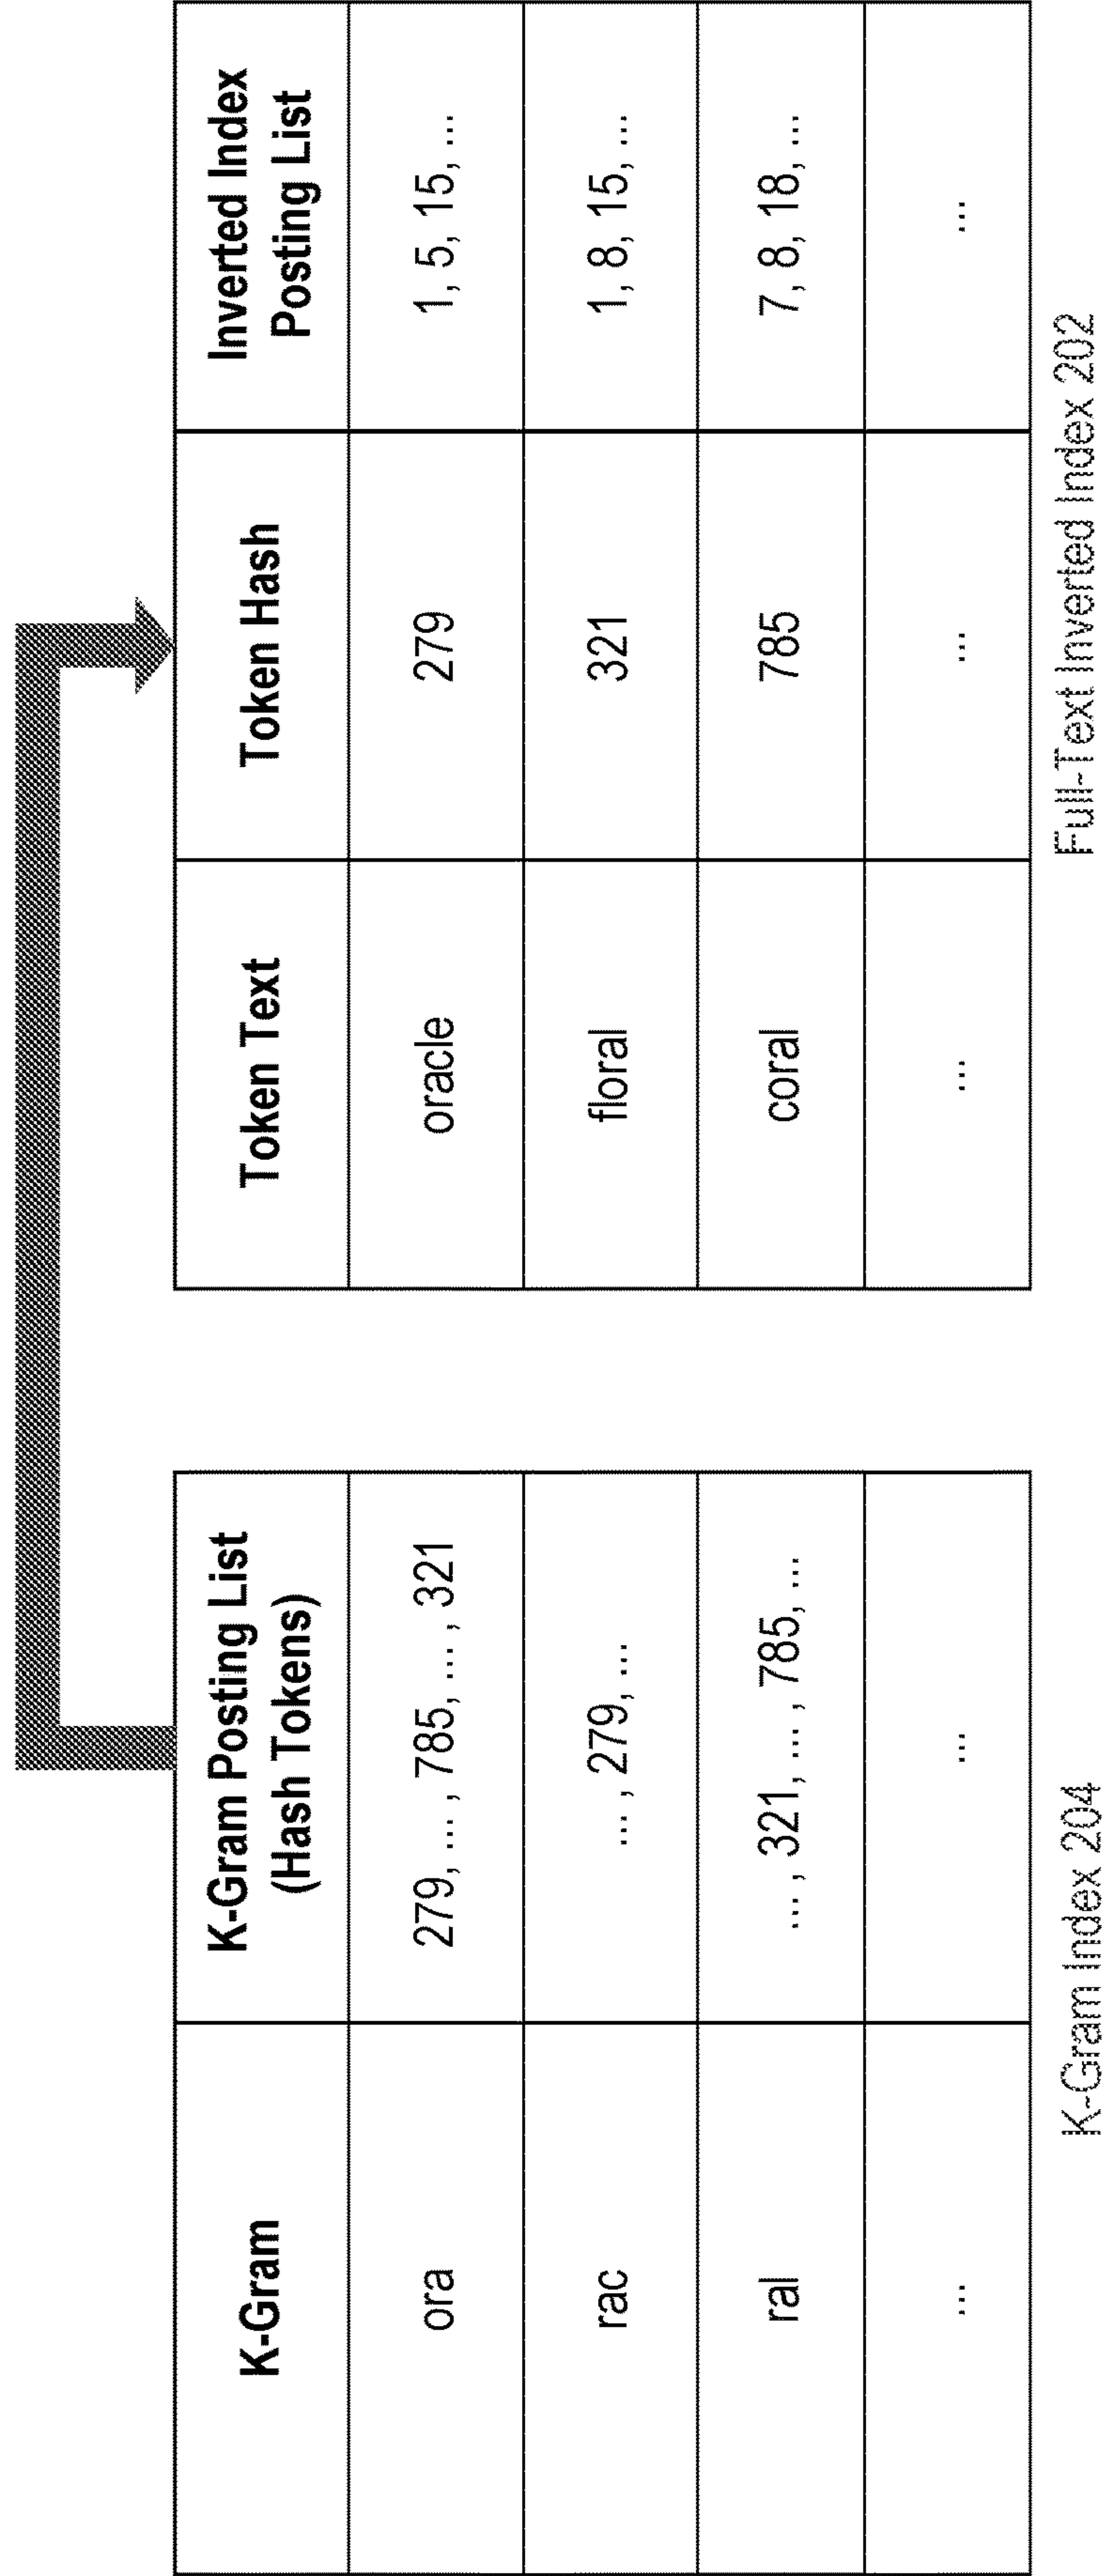 K-Gram
K-Gram Posting List
(Hash Tokens)
ora
279, ... , 785, ... , 321
rac
... , 279, ...
ral
... , 321, ... , 785, ...
...
...
K-Gram Index 204
Token Text
Token Hash
Inverted Index
Posting List
oracle
279
1, 5, 15, ...
floral
321
1, 8, 15, ...
coral
785
7, 8, 18, ...
...
...
...
Full-Text Inverted Index 202